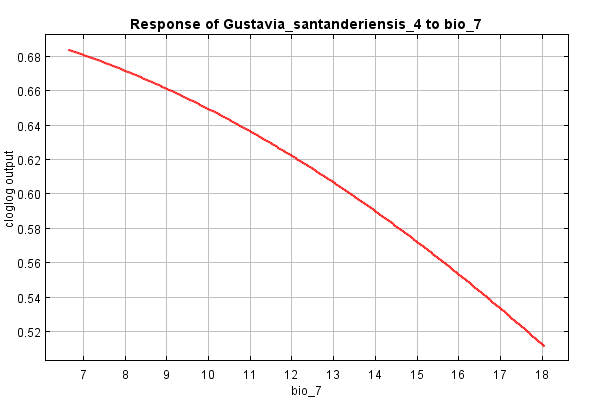 Response of Gustavia_santanderiensis_4 to bio_7
cloglog output
0.68
0.66
0.64
0.62
0.60
0.58
0.56
0.54
0.52
7 8 9 10 11 12 13 14 15 16 17 18
bio_7